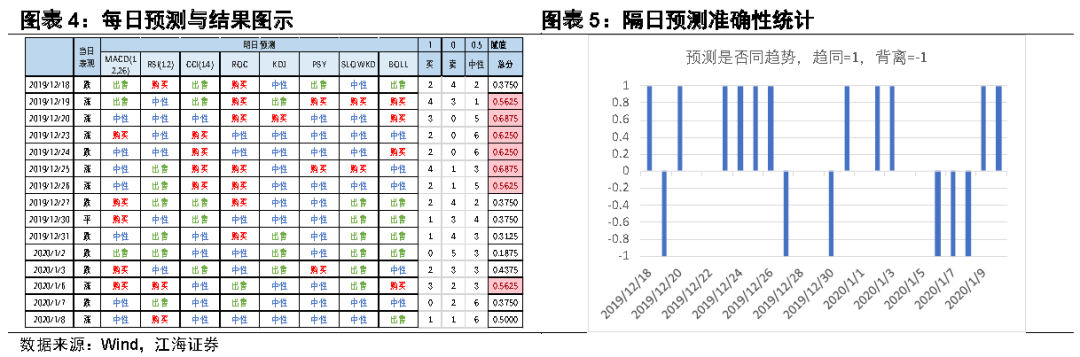 图表 4：每日预测与结果图示
当日表现 明日预测 1 0 0.5 赋值
MACD(12,26) RSI(12) CCI(14) ROC KDJ PSY SLOWKD BOLL 买 卖 中性 总分
2019/12/18 跌 出售 购买 出售 购买 中性 出售 中性 出售 2 4 2 0.3750
2019/12/19 涨 出售 中性 出售 购买 出售 购买 购买 购买 4 3 1 0.5625
2019/12/20 涨 中性 中性 中性 购买 购买 中性 中性 购买 3 0 5 0.6875
2019/12/23 涨 购买 中性 购买 中性 中性 中性 中性 中性 2 0 6 0.6250
2019/12/24 跌 中性 中性 购买 中性 中性 中性 中性 购买 2 0 6 0.6250
2019/12/25 涨 中性 出售 购买 购买 中性 购买 购买 中性 4 1 3 0.6875
2019/12/26 涨 中性 出售 购买 购买 中性 中性 中性 中性 2 1 5 0.5625
2019/12/27 跌 购买 出售 出售 购买 中性 中性 出售 出售 2 4 2 0.3750
2019/12/30 平 购买 中性 出售 中性 中性 中性 出售 出售 1 3 4 0.3750
2019/12/31 跌 中性 出售 中性 购买 出售 中性 出售 出售 1 4 3 0.3125
2020/1/2 跌 出售 出售 中性 中性 出售 中性 出售 出售 0 5 3 0.1875
2020/1/3 跌 购买 中性 出售 中性 出售 购买 出售 中性 2 3 3 0.4375
2020/1/6 涨 购买 购买 中性 出售 中性 中性 出售 购买 3 2 3 0.5625
2020/1/7 跌 中性 出售 中性 出售 中性 中性 中性 中性 0 2 6 0.3750
2020/1/8 涨 中性 购买 中性 中性 中性 中性 中性 出售 1 1 6 0.5000
数据来源：Wind，江海证券
图表 5：隔日预测准确性统计
预测是否同趋势，趋同=1，背离=-1
1
0.8
0.6
0.4
0.2
0
-0.2
-0.4
-0.6
-0.8
-1
2019/12/18 2019/12/20 2019/12/22 2019/12/24 2019/12/26 2019/12/28 2019/12/30 2020/1/1 2020/1/3 2020/1/5 2020/1/7 2020/1/9